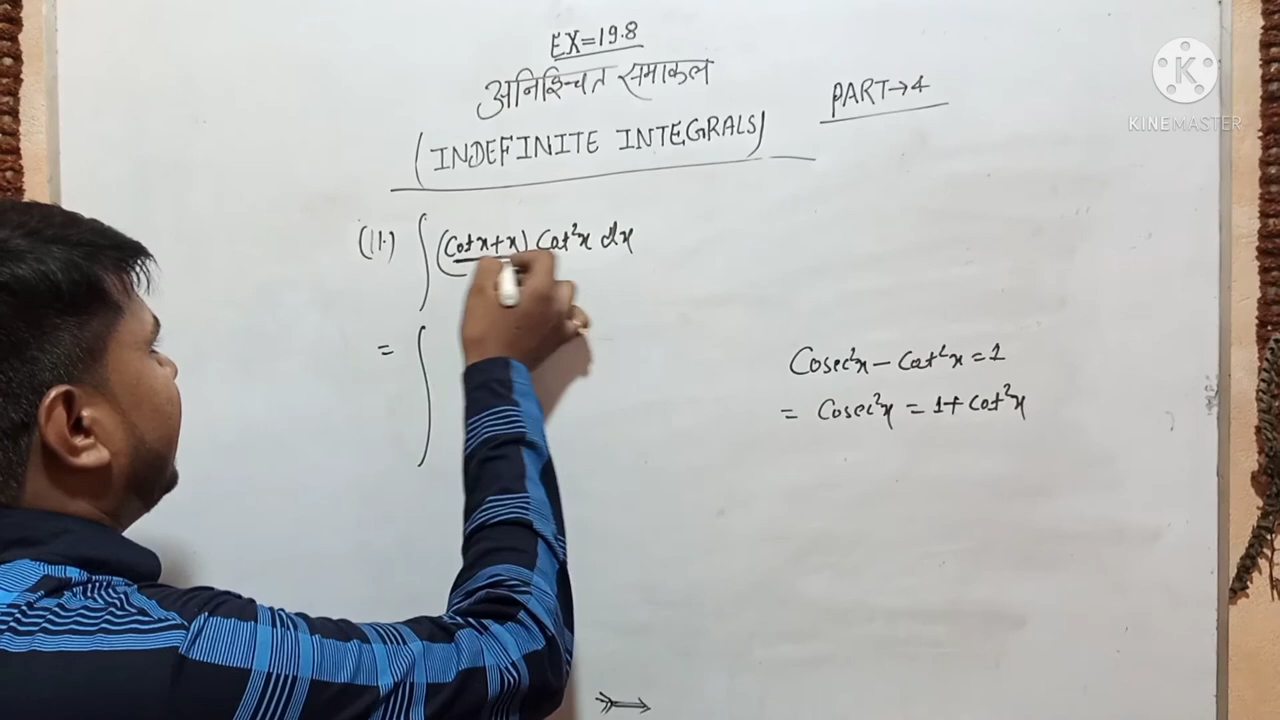 EX=19.8
अनिश्चित समाकल
PART→4
(INDEFINITE INTEGRALS)
(11.) ∫ (Cotx+x) Cot²x dx
= ∫
Cosec²x - Cot²x = 1
= Cosec²x = 1+Cot²x
K
KINEMASTER